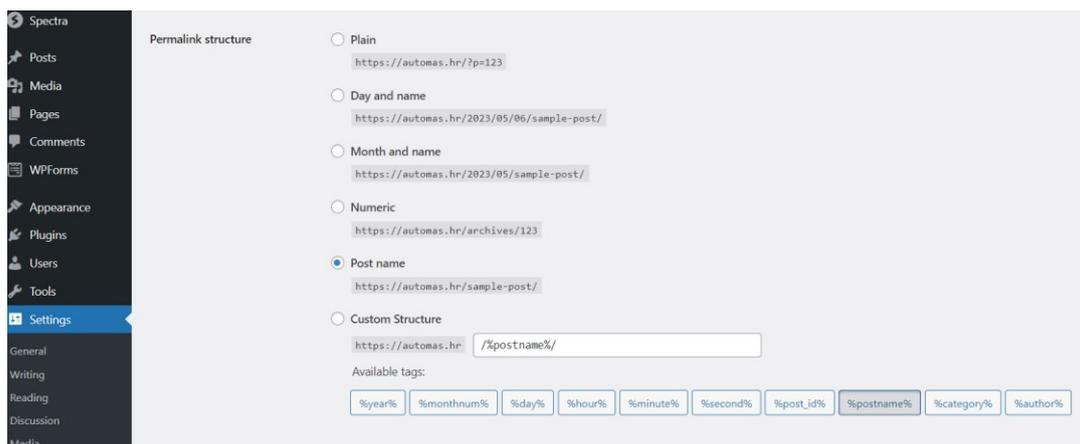 Spectra
Posts
Media
Pages
Comments
WPForms
Appearance
Plugins
Users
Tools
Settings
General
Writing
Reading
Discussion
Media
Permalink structure
Plain
https://automas.hr/?p=123
Day and name
https://automas.hr/2023/05/06/sample-post/
Month and name
https://automas.hr/2023/05/sample-post/
Numeric
https://automas.hr/archives/123
Post name
https://automas.hr/sample-post/
Custom Structure
https://automas.hr /%postname%/
Available tags:
%year% %monthnum% %day% %hour% %minute% %second% %post_id% %postname% %category% %author%